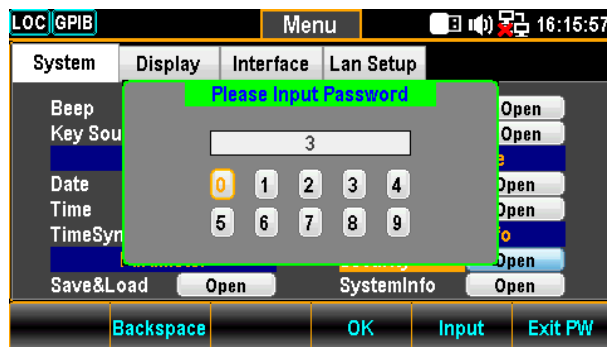 LOC GPIB Menu 16:15:57
System Display Interface Lan Setup
Please Input Password
Beep Open
Key Sou Open
3
Date 0 1 2 3 4 Open
Time 5 6 7 8 9 Open
TimeSyn
Security Open
Save&Load Open SystemInfo Open
Backspace OK Input Exit PW